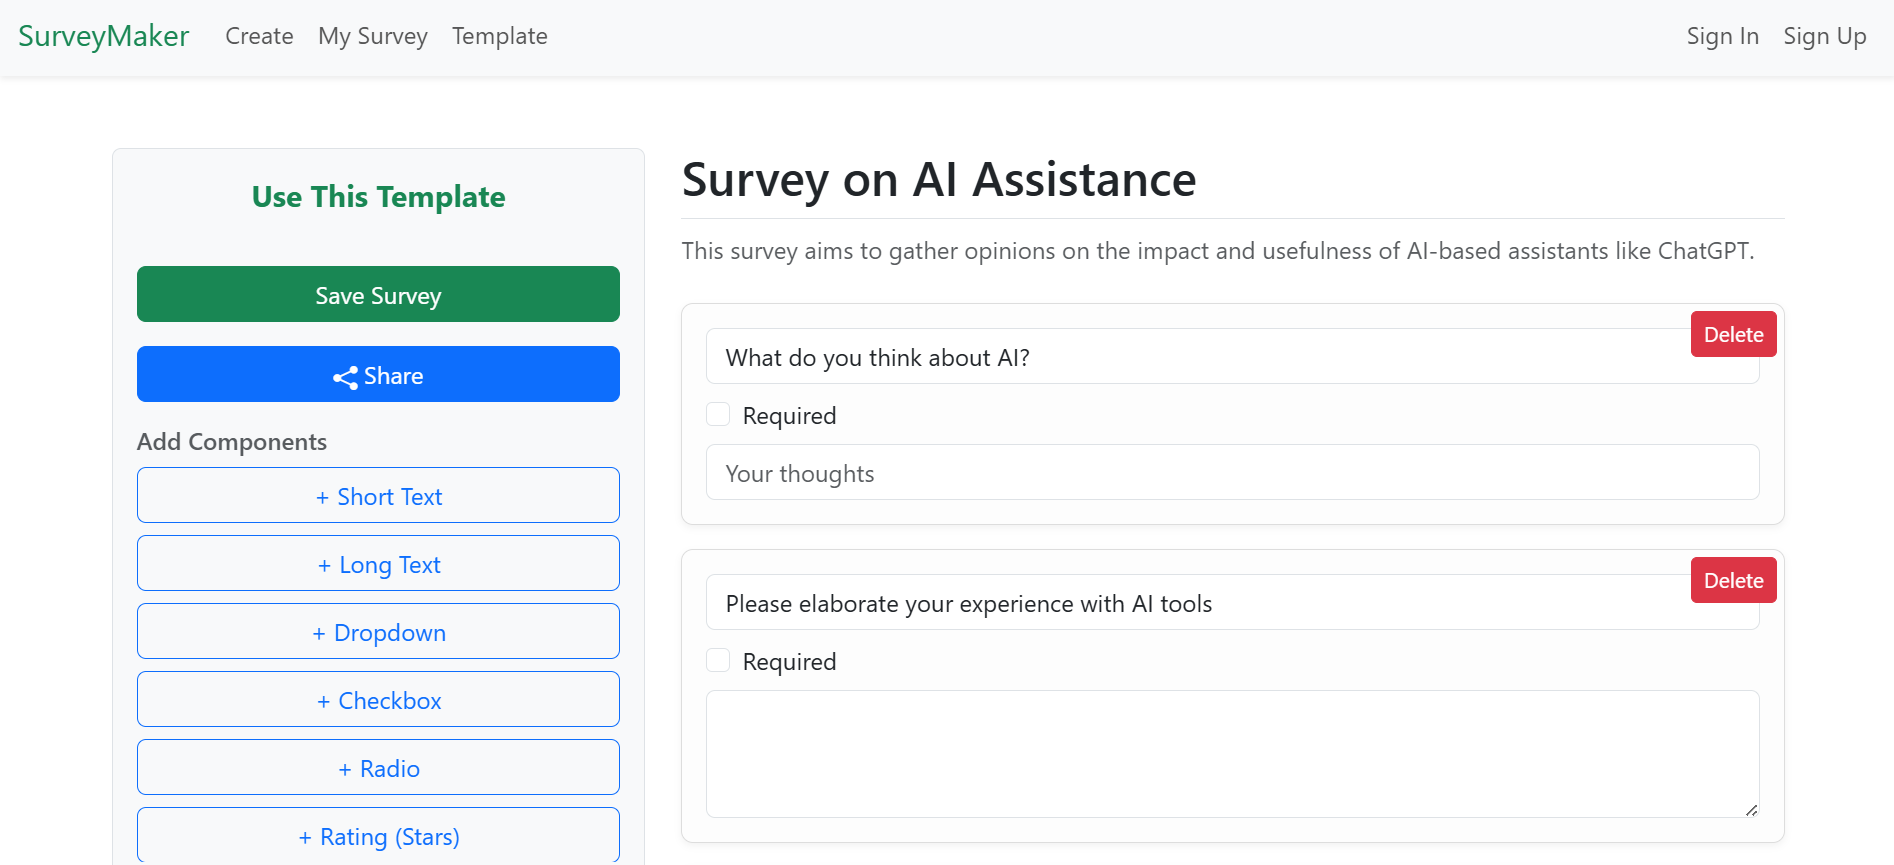 SurveyMaker Create My Survey Template Sign In Sign Up
Use This Template
Save Survey
Share
Add Components
+ Short Text
+ Long Text
+ Dropdown
+ Checkbox
+ Radio
+ Rating (Stars)
Survey on AI Assistance
This survey aims to gather opinions on the impact and usefulness of AI-based assistants like ChatGPT.
Delete
What do you think about AI?
Required
Your thoughts
Delete
Please elaborate your experience with AI tools
Required